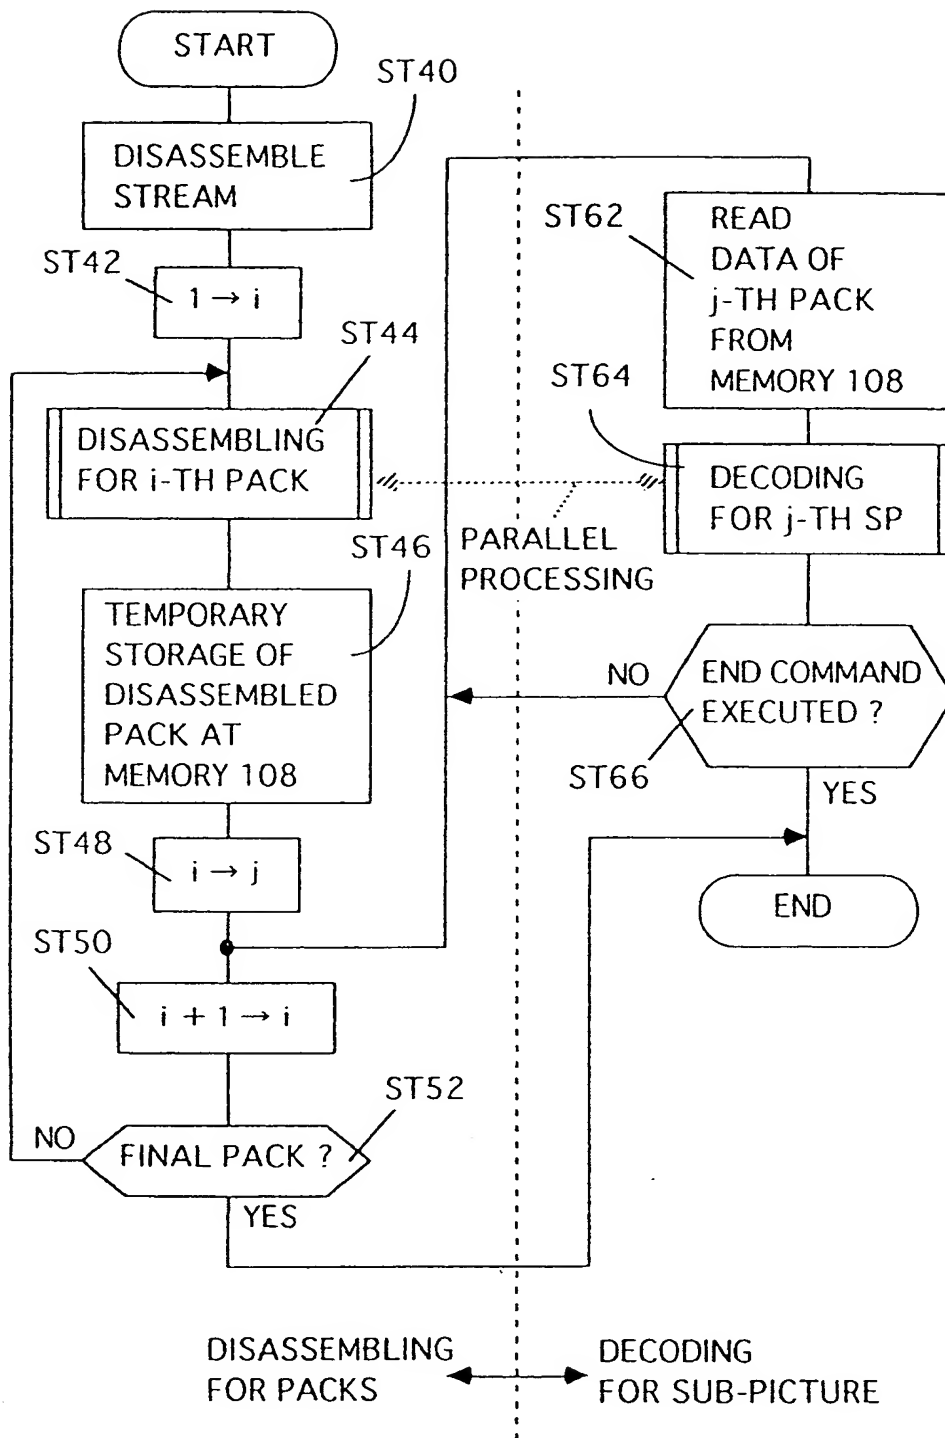 START
ST40
DISASSEMBLE
STREAM
ST42
1 → i
ST44
DISASSEMBLING
FOR i-TH PACK
ST46
TEMPORARY
STORAGE OF
DISASSEMBLED
PACK AT
MEMORY 108
ST48
i → j
ST50
i + 1 → i
ST52
NO
FINAL PACK ?
YES
ST62
READ
DATA OF
j-TH PACK
FROM
MEMORY 108
ST64
DECODING
FOR j-TH SP
PARALLEL
PROCESSING
NO
END COMMAND
EXECUTED ?
ST66
YES
END
DISASSEMBLING
FOR PACKS
DECODING
FOR SUB-PICTURE